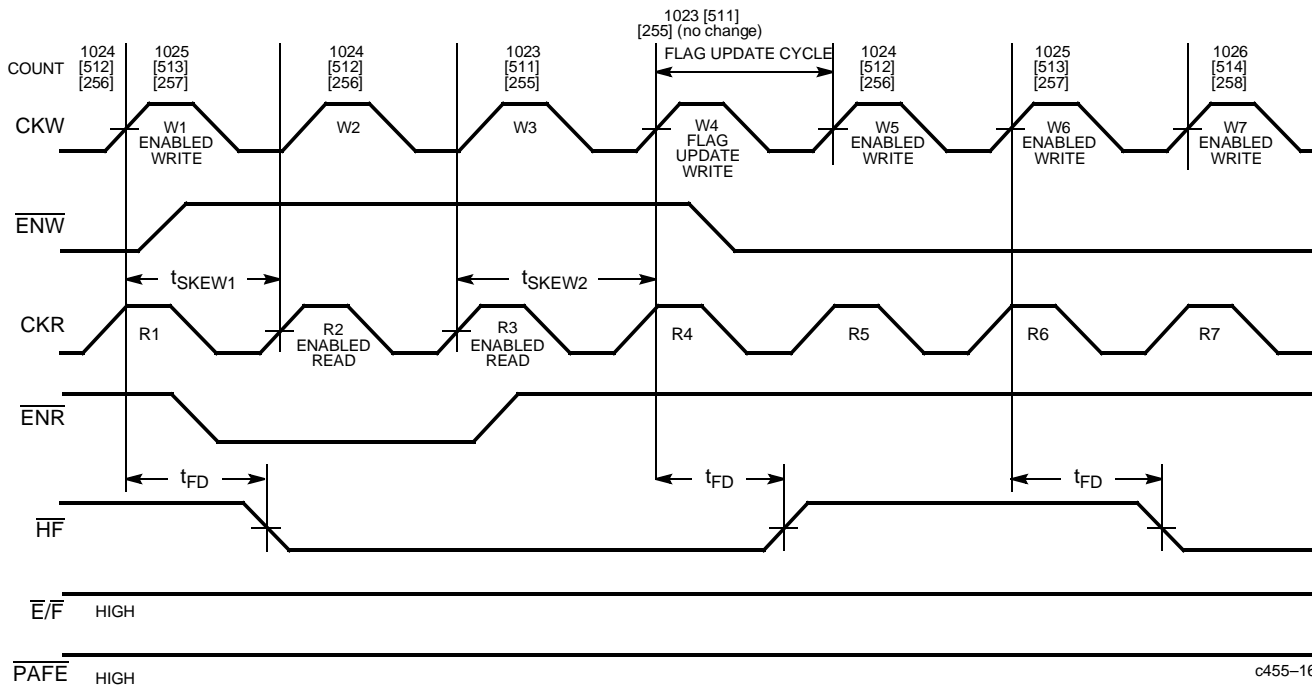 1023 [511]
[255] (no change)
FLAG UPDATE CYCLE
COUNT
1024
[512]
[256]
1025
[513]
[257]
1024
[512]
[256]
1023
[511]
[255]
1024
[512]
[256]
1025
[513]
[257]
1026
[514]
[258]
CKW
W1
ENABLED
WRITE
W2
W3
W4
FLAG
UPDATE
WRITE
W5
ENABLED
WRITE
W6
ENABLED
WRITE
W7
ENABLED
WRITE
ENW
tSKEW1
tSKEW2
CKR
R1
R2
ENABLED
READ
R3
ENABLED
READ
R4
R5
R6
R7
ENR
tFD
tFD
tFD
HF
E/F
HIGH
PAFE
HIGH
c455–16